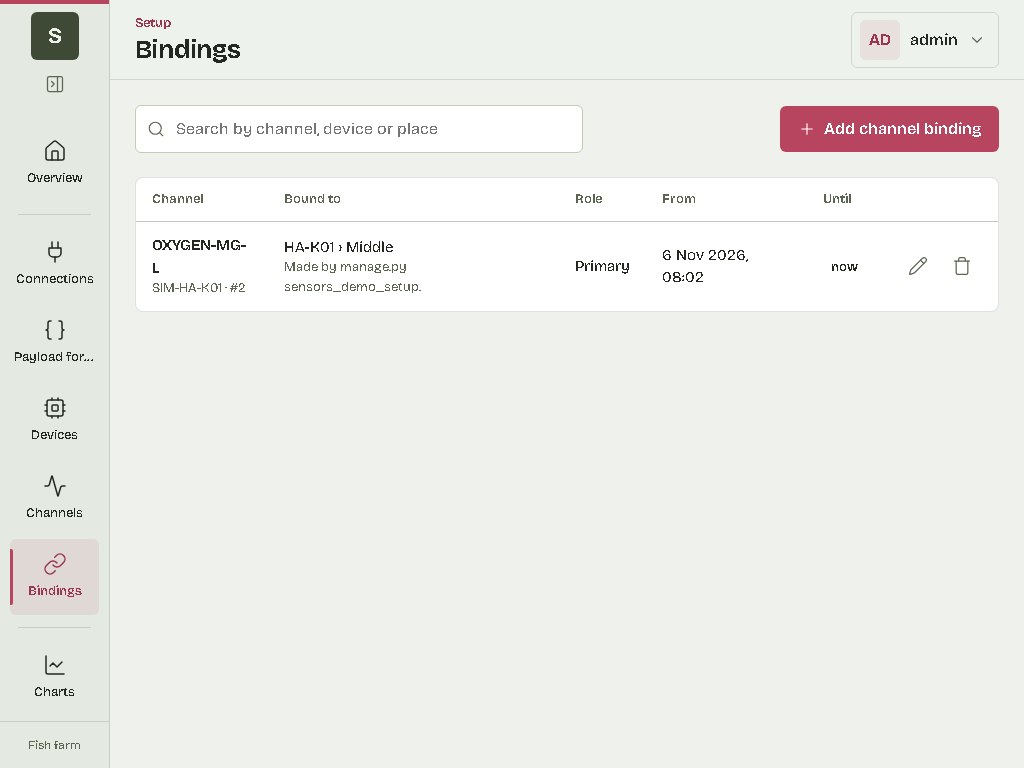 S
Overview
Connections
Payload for...
Devices
Channels
Bindings
Charts
Fish farm
Setup
Bindings
AD admin
Search by channel, device or place
+ Add channel binding
Channel Bound to Role From Until
OXYGEN-MG-
L
SIM-HA-K01 · #2
HA-K01 › Middle
Made by manage.py
sensors_demo_setup.
Primary
6 Nov 2026,
08:02
now